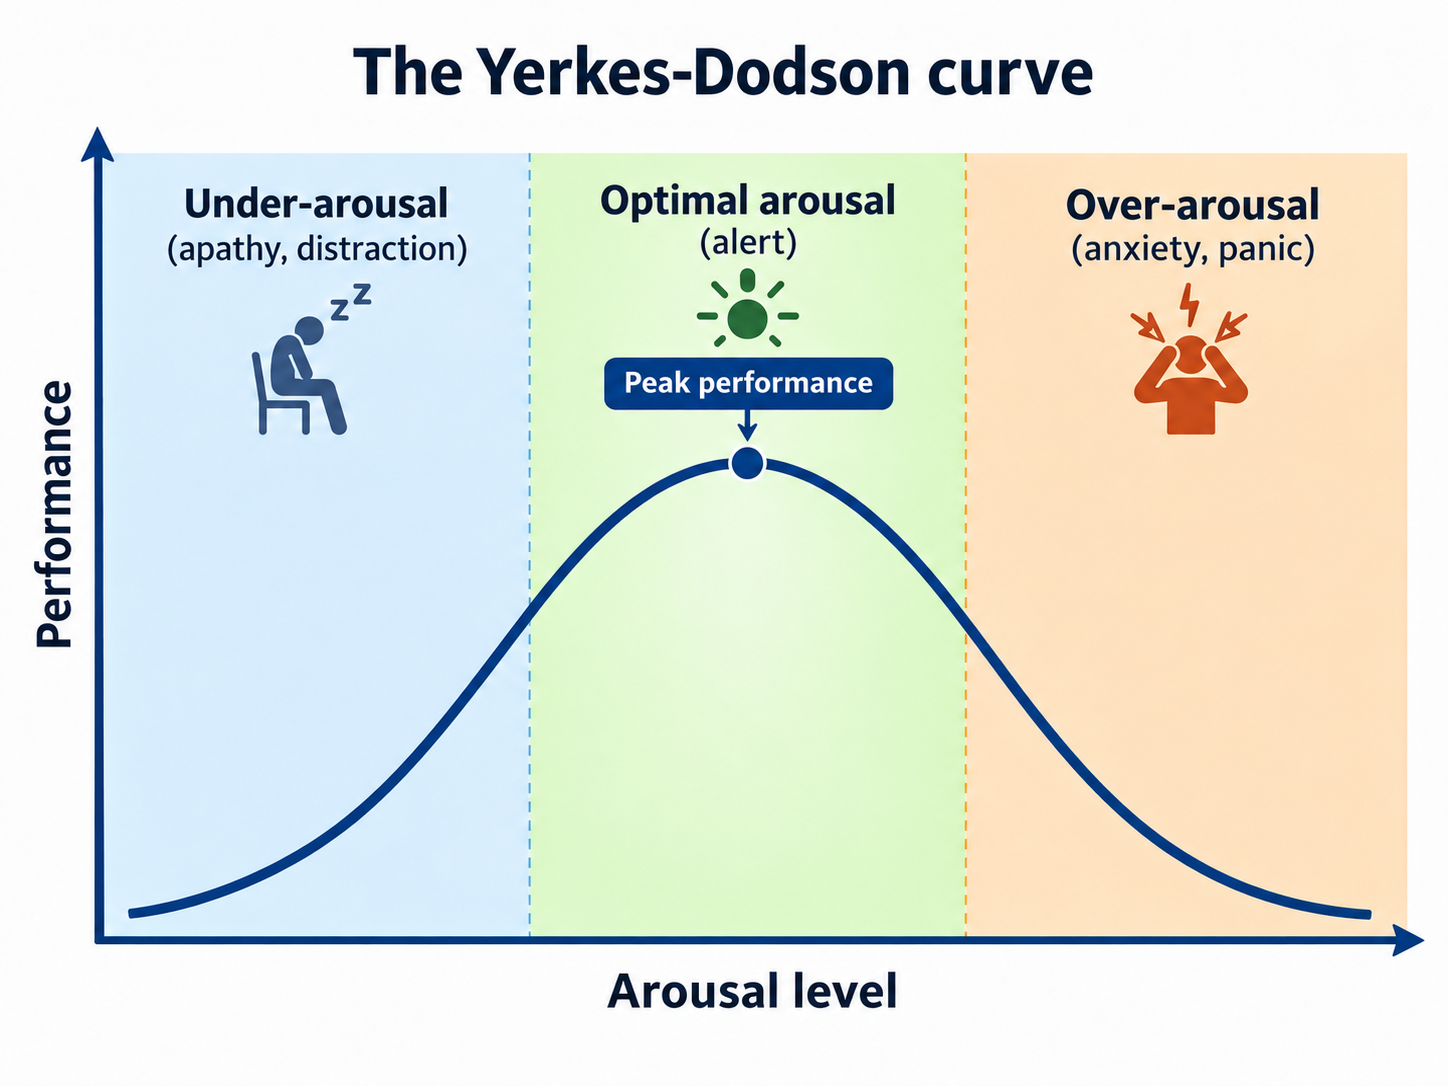 The Yerkes-Dodson curve
Under-arousal
(apathy, distraction)
z z
Optimal arousal
(alert)
Peak performance
Over-arousal
(anxiety, panic)
Performance
Arousal level